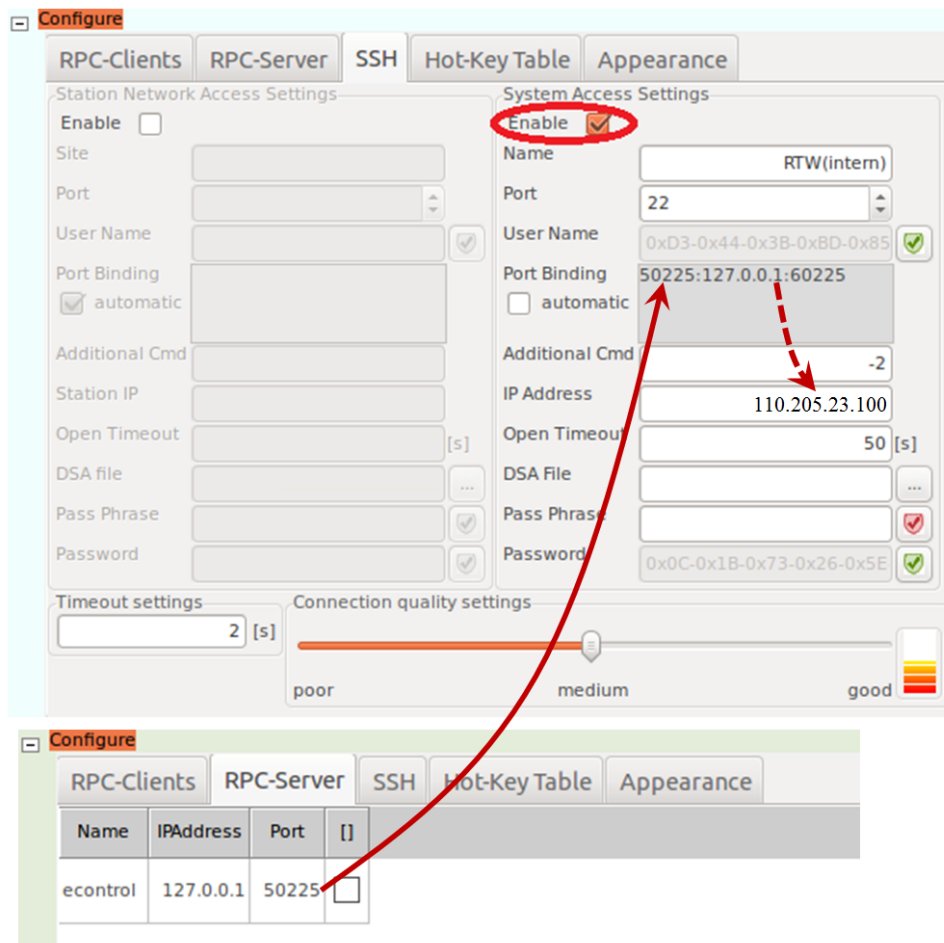 Configure
RPC-Clients RPC-Server SSH Hot-Key Table Appearance
Station Network Access Settings
Enable
Site
Port
User Name
Port Binding
automatic
Additional Cmd
Station IP
Open Timeout [s]
DSA file ...
Pass Phrase
Password
System Access Settings
Enable
Name RTW(intern)
Port 22
User Name 0xD3-0x44-0x3B-0xBD-0x85
Port Binding 50225:127.0.0.1:60225
automatic
Additional Cmd -2
IP Address 110.205.23.100
Open Timeout 50 [s]
DSA File ...
Pass Phrase
Password 0x0C-0x1B-0x73-0x26-0x5E
Timeout settings
2 [s]
Connection quality settings
poor medium good
Configure
RPC-Clients RPC-Server SSH Hot-Key Table Appearance
Name IPAddress Port []
econtrol 127.0.0.1 50225